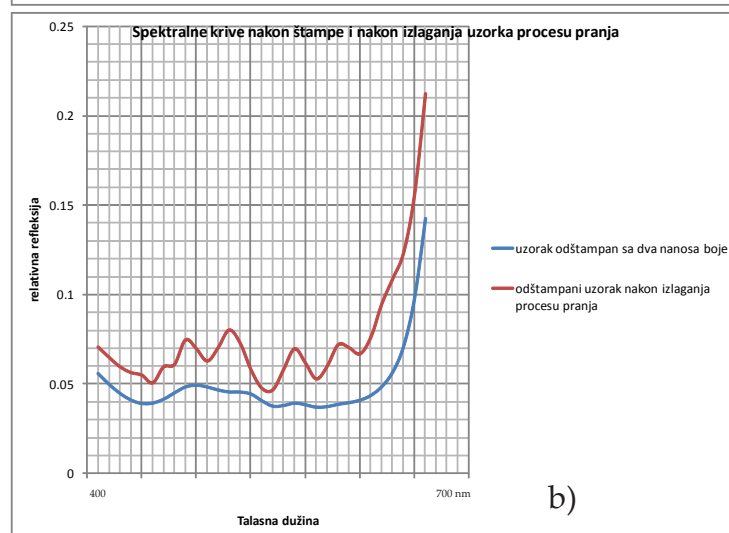 Spektralne krive nakon štampe i nakon izlaganja uzorka procesu pranja
0.25
0.2
0.15
0.1
0.05
0
relativna refleksija
400
700 nm
Talasna dužina
uzorak odštampan sa dva nanosa boje
odštampani uzorak nakon izlaganja
procesu pranja
b)